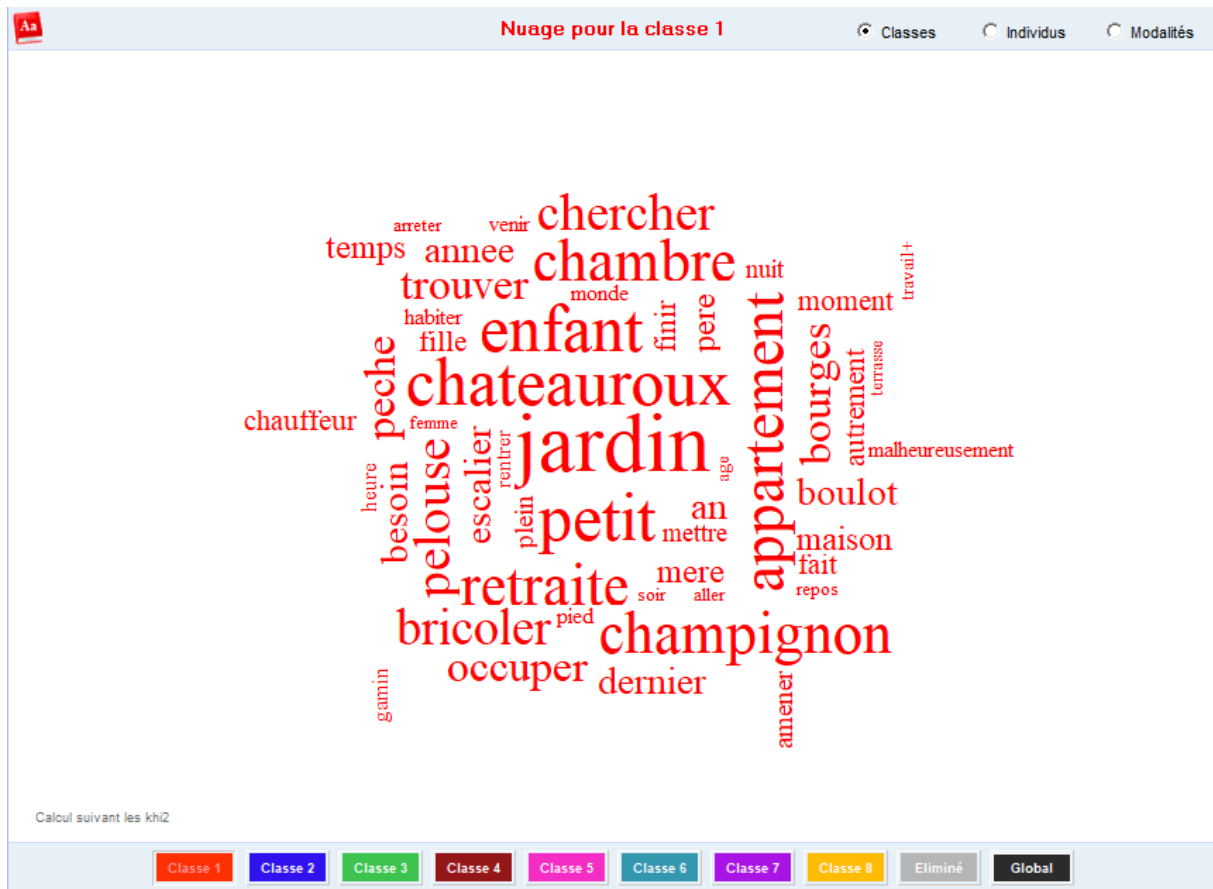 Aa
Nuage pour la classe 1
Classes
Individus
Modalités
chercher
arreter
venir
temps
annee
chambre
nuit
travail+
trouver
monde
moment
habiter
enfant
finir
pere
appartement
fille
bourges
peche
chateauroux
autrement
terrasse
chauffeur
femme
jardin
malheureusement
pelouse
escalier
rentrer
age
heure
besoin
boulot
plein
petit
an
mettre
maison
fait
retraite
mere
soir
aller
repos
bricoler
pied
champignon
occuper
dernier
gamin
amener
Calcul suivant les khi2
Classe 1
Classe 2
Classe 3
Classe 4
Classe 5
Classe 6
Classe 7
Classe 8
Eliminé
Global